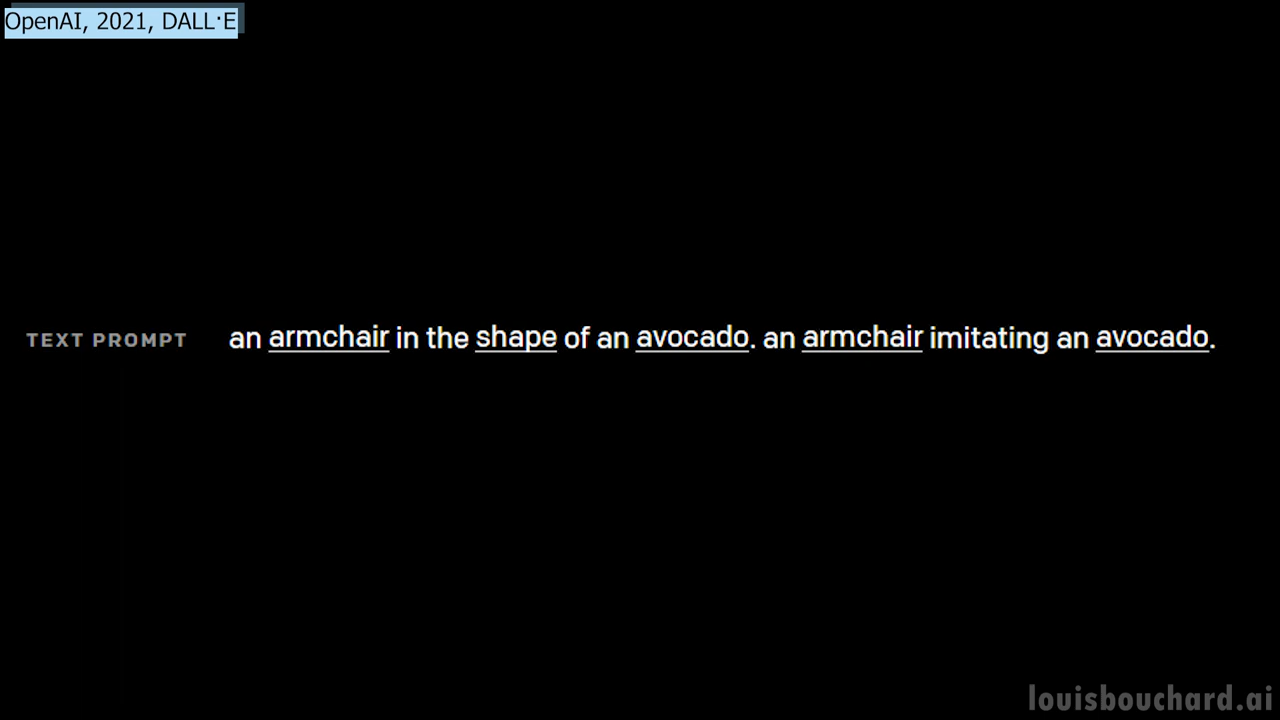 OpenAI, 2021, DALL·E
TEXT PROMPT an armchair in the shape of an avocado. an armchair imitating an avocado.
louisbouchard.ai